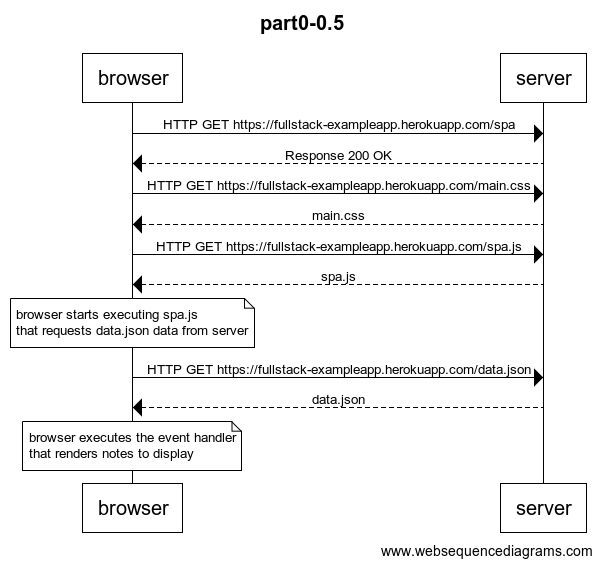 part0-0.5
browser
server
HTTP GET https://fullstack-exampleapp.herokuapp.com/spa
Response 200 OK
HTTP GET https://fullstack-exampleapp.herokuapp.com/main.css
main.css
HTTP GET https://fullstack-exampleapp.herokuapp.com/spa.js
spa.js
browser starts executing spa.js
that requests data.json data from server
HTTP GET https://fullstack-exampleapp.herokuapp.com/data.json
data.json
browser executes the event handler
that renders notes to display
browser
server
www.websequencediagrams.com